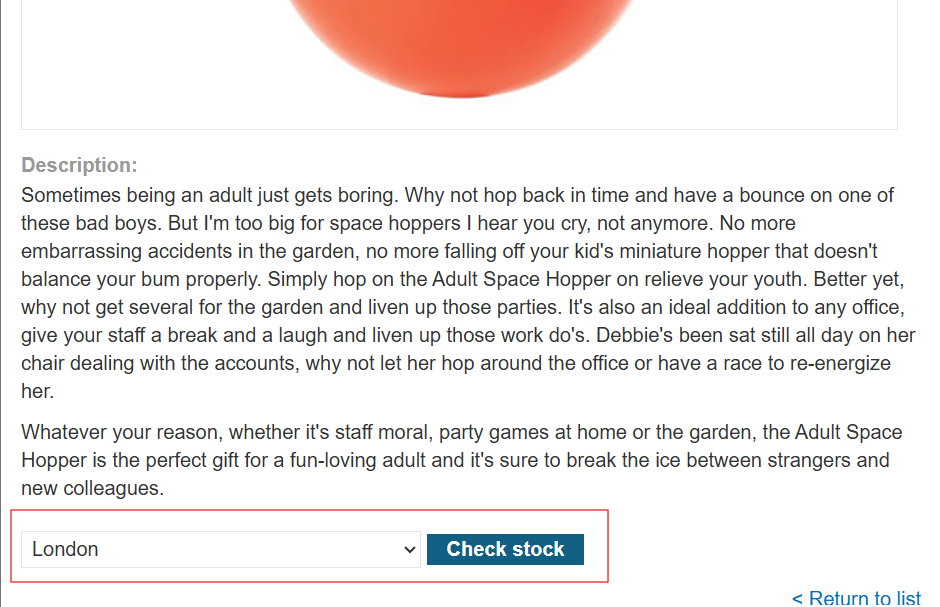 Description:
Sometimes being an adult just gets boring. Why not hop back in time and have a bounce on one of
these bad boys. But I'm too big for space hoppers I hear you cry, not anymore. No more
embarrassing accidents in the garden, no more falling off your kid's miniature hopper that doesn't
balance your bum properly. Simply hop on the Adult Space Hopper on relieve your youth. Better yet,
why not get several for the garden and liven up those parties. It's also an ideal addition to any office,
give your staff a break and a laugh and liven up those work do's. Debbie's been sat still all day on her
chair dealing with the accounts, why not let her hop around the office or have a race to re-energize
her.
Whatever your reason, whether it's staff moral, party games at home or the garden, the Adult Space
Hopper is the perfect gift for a fun-loving adult and it's sure to break the ice between strangers and
new colleagues.
London
Check stock
< Return to list